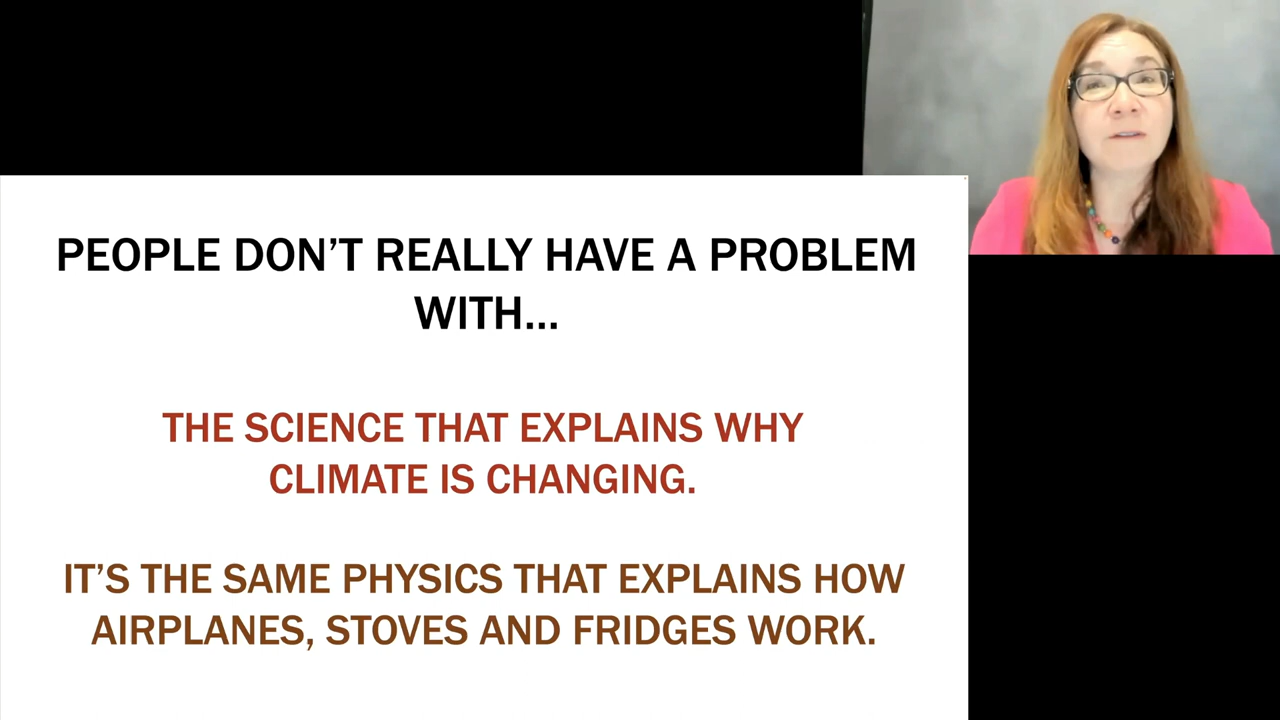 PEOPLE DON’T REALLY HAVE A PROBLEM
WITH...
THE SCIENCE THAT EXPLAINS WHY
CLIMATE IS CHANGING.
IT’S THE SAME PHYSICS THAT EXPLAINS HOW
AIRPLANES, STOVES AND FRIDGES WORK.